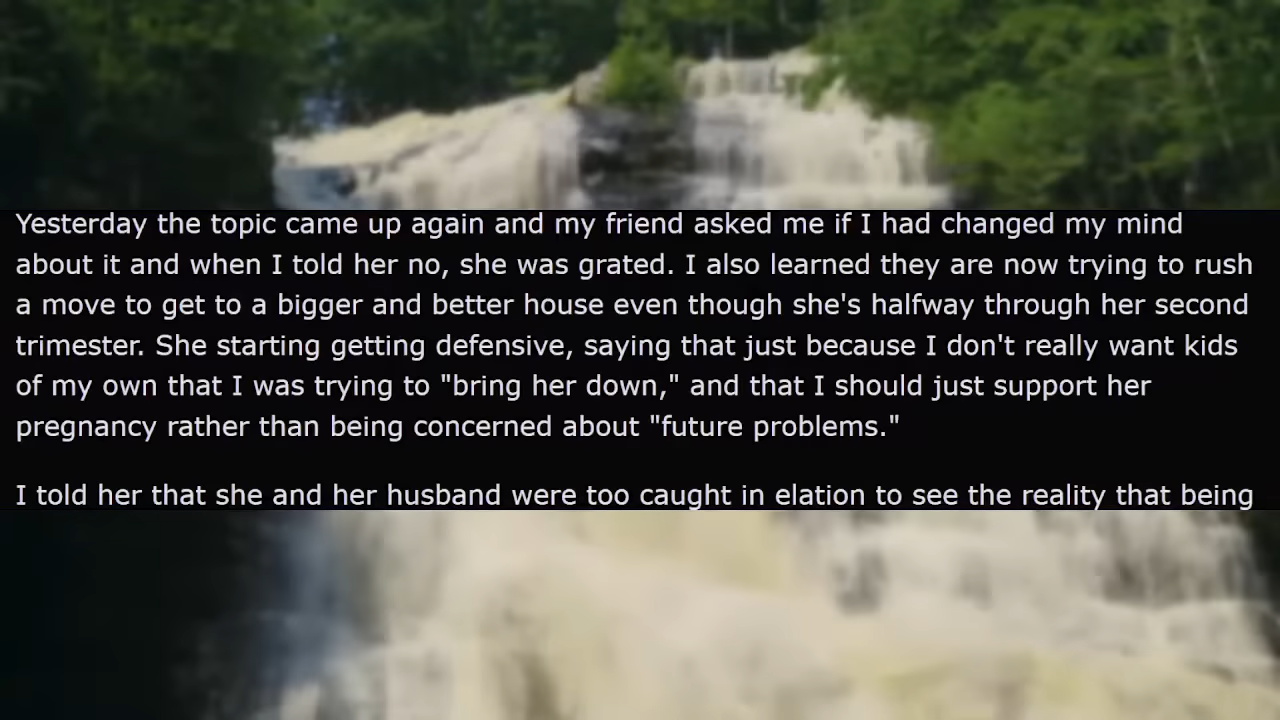 Yesterday the topic came up again and my friend asked me if I had changed my mind
about it and when I told her no, she was grated. I also learned they are now trying to rush
a move to get to a bigger and better house even though she's halfway through her second
trimester. She starting getting defensive, saying that just because I don't really want kids
of my own that I was trying to "bring her down," and that I should just support her
pregnancy rather than being concerned about "future problems."
I told her that she and her husband were too caught in elation to see the reality that being